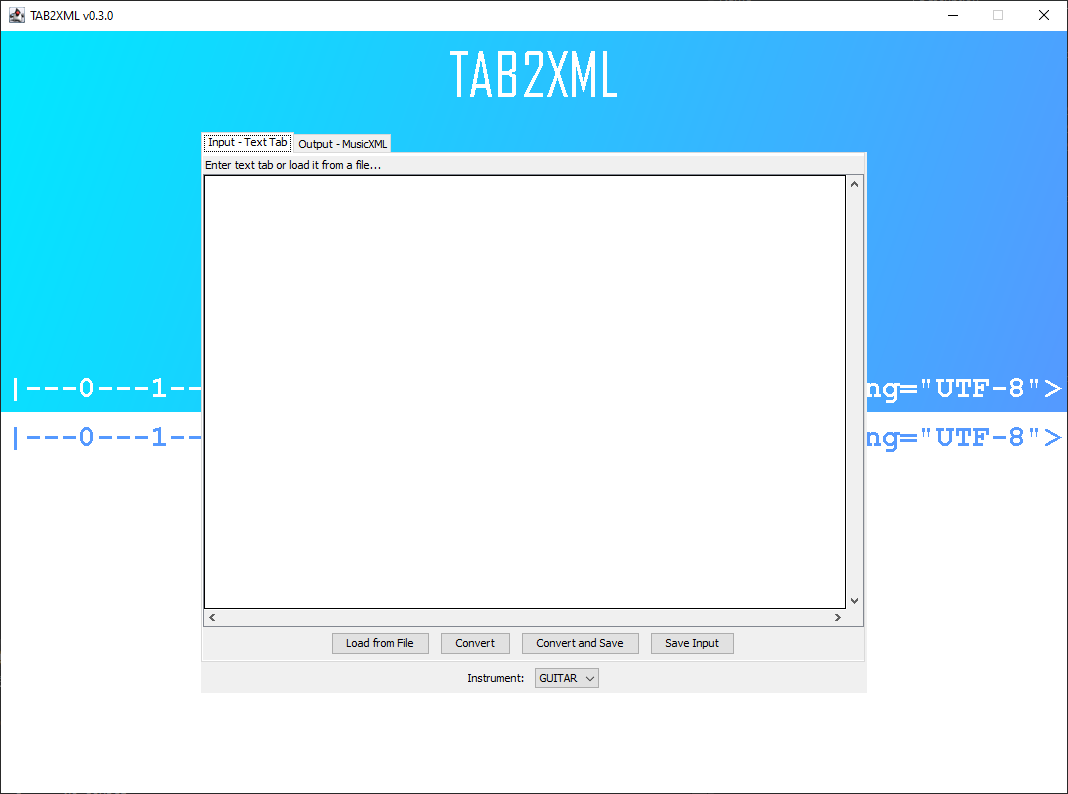 TAB2XML v0.3.0
TAB2XML
Input - Text Tab Output - MusicXML
Enter text tab or load it from a file...
|---0---1-- ng="UTF-8">
|---0---1-- ng="UTF-8">
Load from File Convert Convert and Save Save Input
Instrument: GUITAR